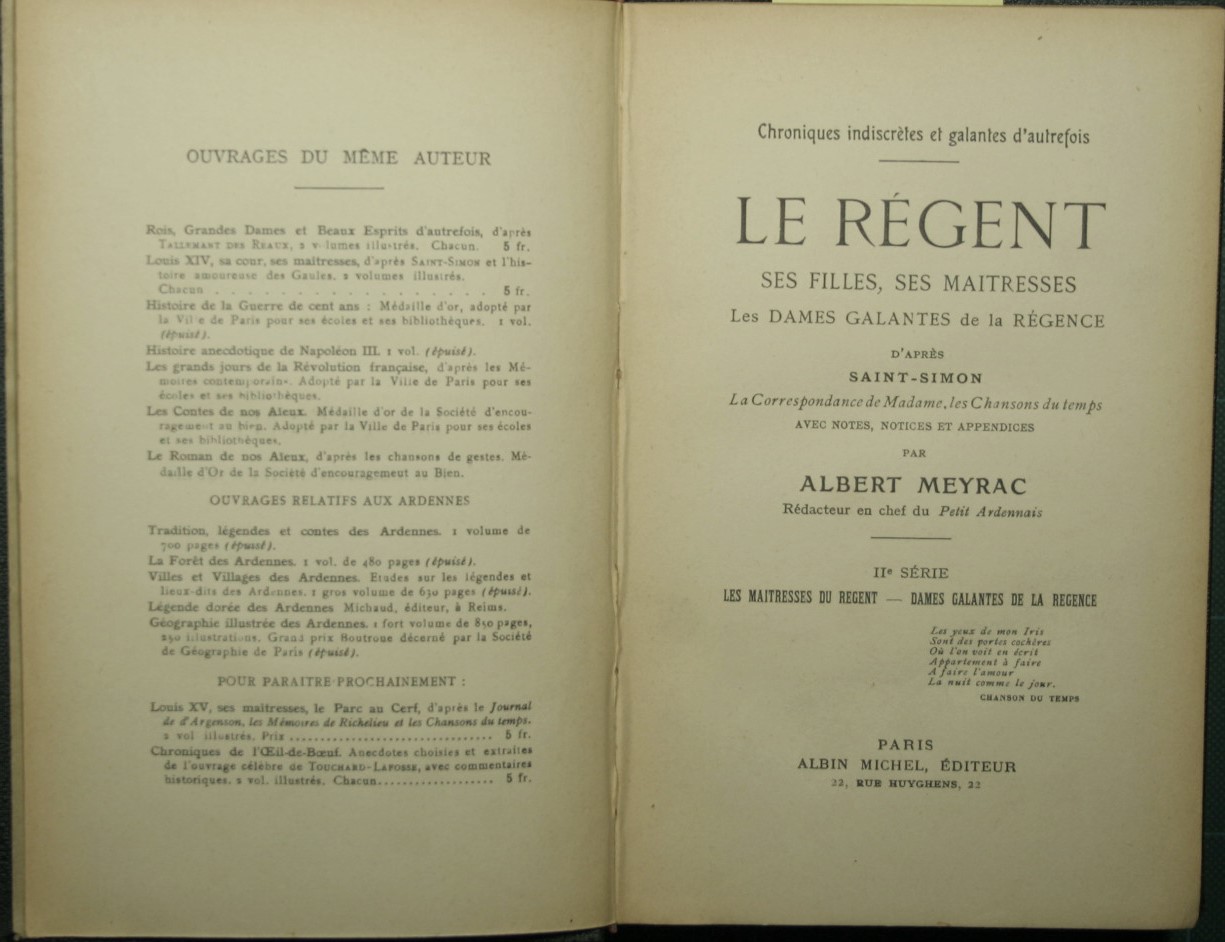 OUVRAGES DU MÊME AUTEUR
Rois, Grandes Dames et Beaux Esprits d'autrefois, d'après
TALLEMANT DES REAUX, 2 volumes illustrés. Chacun. 5 fr.
Louis XIV, sa cour, ses maîtresses, d'après SAINT-SIMON et l'his-
toire amoureuse des Gaules. 2 volumes illustrés.
Chacun . . . . . . . . . . . . . . . . . 5 fr.
Histoire de la Guerre de cent ans : Médaille d'or, adopté par
la Ville de Paris pour ses écoles et ses bibliothèques. 1 vol.
(épuisé).
Histoire anecdotique de Napoléon III. 1 vol. (épuisé).
Les grands jours de la Révolution française, d'après les Mé-
moires contemporains. Adopté par la Ville de Paris pour ses
écoles et ses bibliothèques.
Les Contes de nos Aïeux. Médaille d'or de la Société d'encou-
ragement au bien. Adopté par la Ville de Paris pour ses écoles
et ses bibliothèques.
Le Roman de nos Aïeux, d'après les chansons de gestes. Mé-
daille d'Or de la Société d'encouragement au Bien.
OUVRAGES RELATIFS AUX ARDENNES
Tradition, légendes et contes des Ardennes. 1 volume de
700 pages (épuisé).
La Forêt des Ardennes. 1 vol. de 480 pages (épuisé).
Villes et Villages des Ardennes. Etudes sur les légendes et
lieux-dits des Ardennes. 1 gros volume de 630 pages (épuisé).
Légende dorée des Ardennes Michaud, éditeur, à Reims.
Géographie illustrée des Ardennes. 1 fort volume de 850 pages,
250 illustrations. Grand prix Boutroue décerné par la Société
de Géographie de Paris (épuisé).
POUR PARAITRE PROCHAINEMENT :
Louis XV, ses maîtresses, le Parc au Cerf, d'après le Journal
de d'Argenson, les Mémoires de Richelieu et les Chansons du temps.
2 vol illustrés. Prix ............................... 5 fr.
Chroniques de l'Œil-de-Bœuf. Anecdotes choisies et extraites
de l'ouvrage célèbre de TOUCHARD-LAFOSSE, avec commentaires
historiques. 2 vol. illustrés. Chacun.................. 5 fr.
Chroniques indiscrètes et galantes d'autrefois
LE RÉGENT
SES FILLES, SES MAITRESSES
Les DAMES GALANTES de la RÉGENCE
D'APRÈS
SAINT-SIMON
La Correspondance de Madame, les Chansons du temps
AVEC NOTES, NOTICES ET APPENDICES
PAR
ALBERT MEYRAC
Rédacteur en chef du Petit Ardennais
IIe SÉRIE
LES MAITRESSES DU REGENT — DAMES GALANTES DE LA REGENCE
Les yeux de mon Iris
Sont des portes cochères
Où l'on voit en écrit
Appartement à faire
A faire l'amour
La nuit comme le jour.
CHANSON DU TEMPS
PARIS
ALBIN MICHEL, ÉDITEUR
22, RUE HUYGHENS, 22